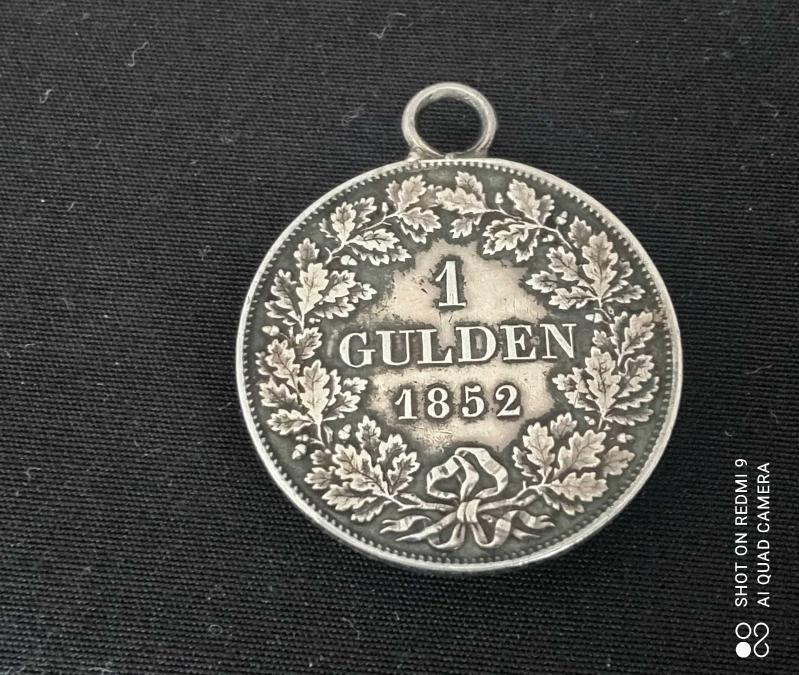 1
GULDEN
1852
SHOT ON REDMI 9
AI QUAD CAMERA